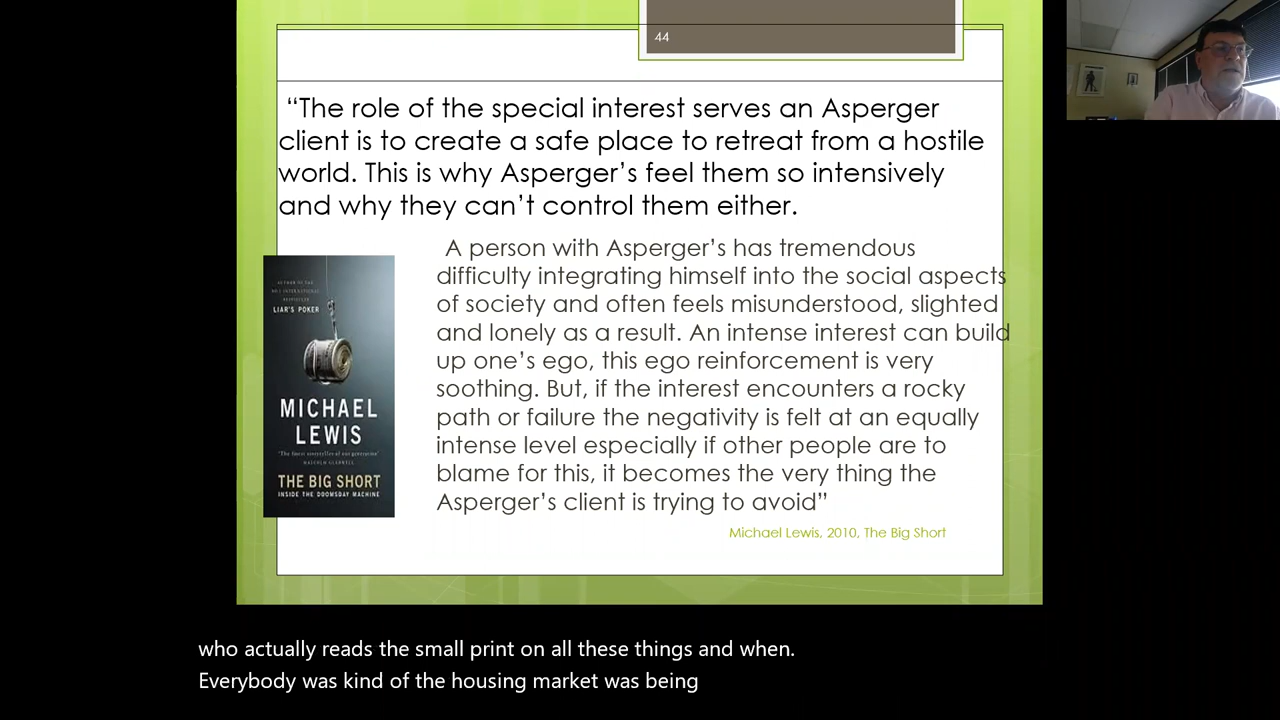 44
“The role of the special interest serves an Asperger
client is to create a safe place to retreat from a hostile
world. This is why Asperger’s feel them so intensively
and why they can’t control them either.
A person with Asperger’s has tremendous
difficulty integrating himself into the social aspects
of society and often feels misunderstood, slighted
and lonely as a result. An intense interest can build
up one’s ego, this ego reinforcement is very
soothing. But, if the interest encounters a rocky
path or failure the negativity is felt at an equally
intense level especially if other people are to
blame for this, it becomes the very thing the
Asperger’s client is trying to avoid”
Michael Lewis, 2010, The Big Short
AUTHOR OF THE
LIAR'S POKER
MICHAEL
LEWIS
MALCOLM GLADWELL
THE BIG SHORT
INSIDE THE DOOMSDAY MACHINE
who actually reads the small print on all these things and when.
Everybody was kind of the housing market was being